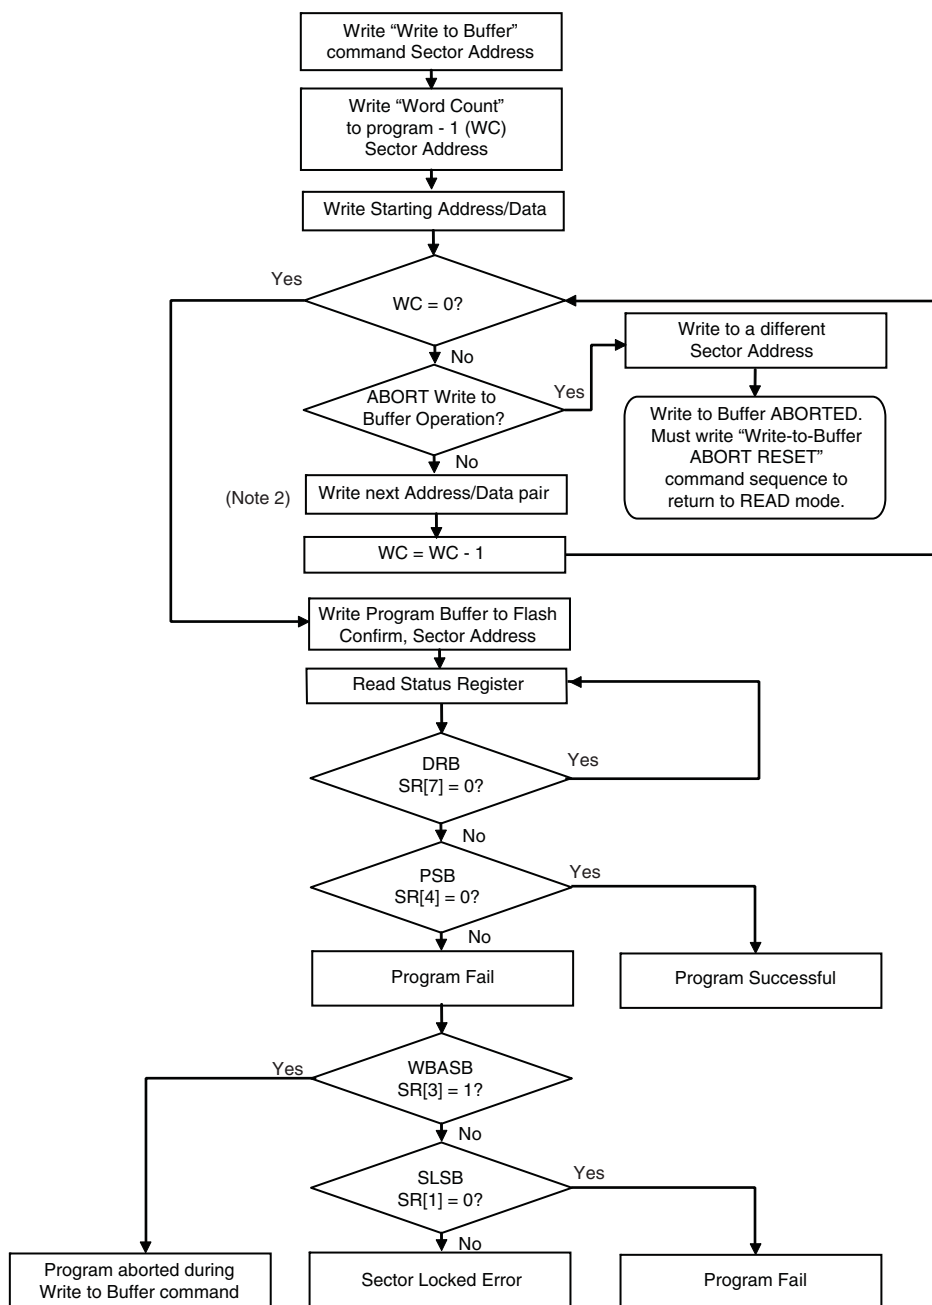 Write “Write to Buffer”
command Sector Address
Write “Word Count”
to program - 1 (WC)
Sector Address
Write Starting Address/Data
Yes
WC = 0?
No
Write to a different
Sector Address
ABORT Write to
Buffer Operation?
Yes
Write to Buffer ABORTED.
Must write “Write-to-Buffer
ABORT RESET”
command sequence to
return to READ mode.
No
(Note 2)
Write next Address/Data pair
WC = WC - 1
Write Program Buffer to Flash
Confirm, Sector Address
Read Status Register
DRB
SR[7] = 0?
Yes
No
PSB
SR[4] = 0?
Yes
No
Program Fail
Program Successful
Yes
WBASB
SR[3] = 1?
No
SLSB
SR[1] = 0?
Yes
No
Program aborted during
Write to Buffer command
Sector Locked Error
Program Fail